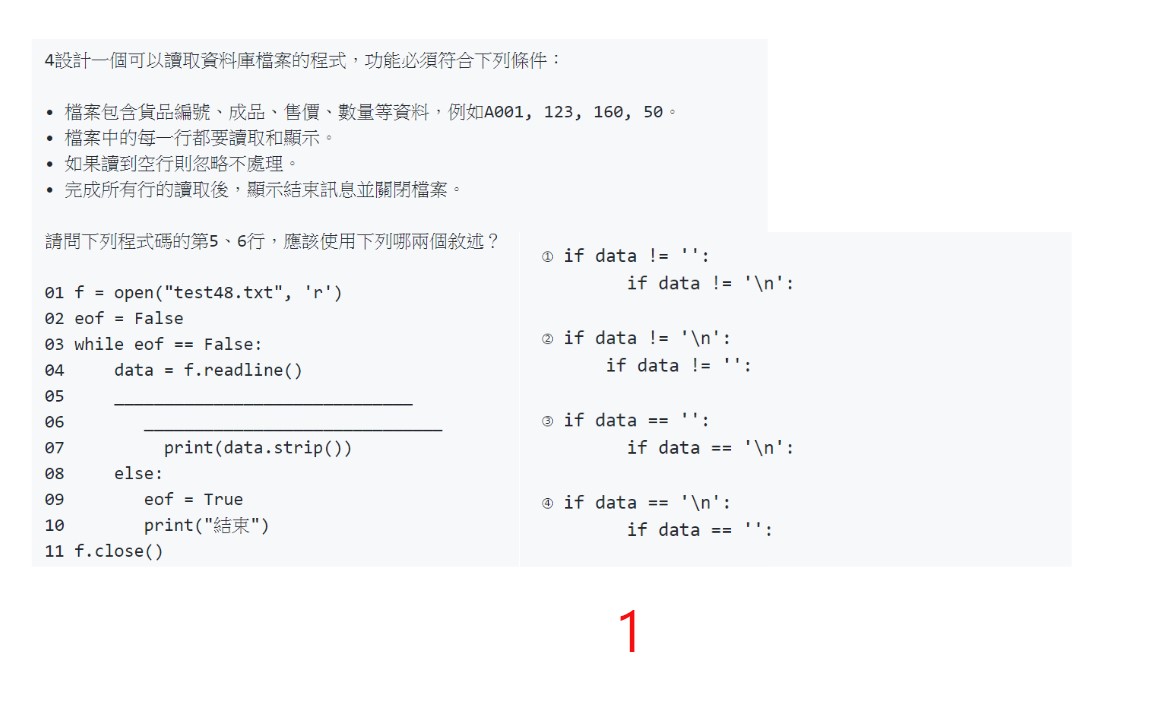 4設計一個可以讀取資料庫檔案的程式，功能必須符合下列條件：
• 檔案包含貨品編號、成品、售價、數量等資料，例如A001, 123, 160, 50。
• 檔案中的每一行都要讀取和顯示。
• 如果讀到空行則忽略不處理。
• 完成所有行的讀取後，顯示結束訊息並關閉檔案。
請問下列程式碼的第5、6行，應該使用下列哪兩個敘述？
01 f = open("test48.txt", 'r')
02 eof = False
03 while eof == False:
04     data = f.readline()
05     ______________________________
06        ______________________________
07          print(data.strip())
08     else:
09        eof = True
10        print("結束")
11 f.close()
① if data != '':
        if data != '\n':
② if data != '\n':
      if data != '':
③ if data == '':
        if data == '\n':
④ if data == '\n':
        if data == '':
1